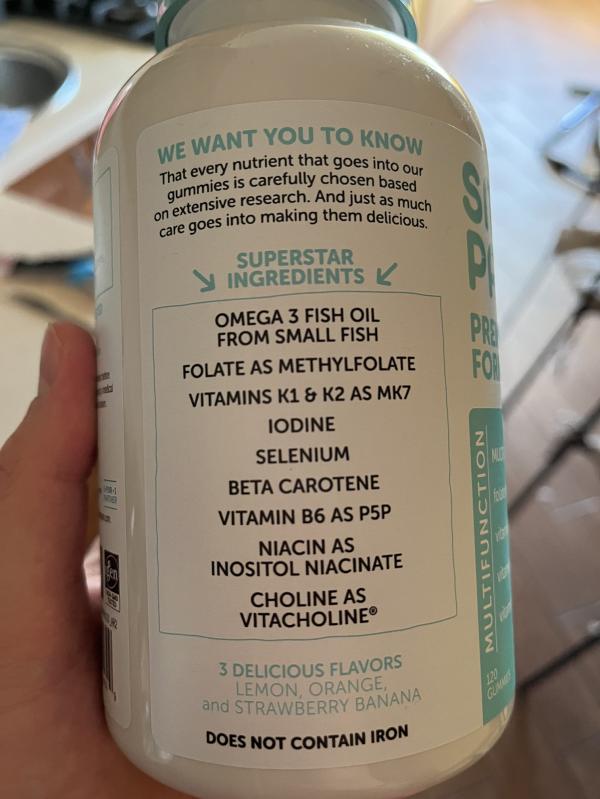 WE WANT YOU TO KNOW
That every nutrient that goes into our
gummies is carefully chosen based
on extensive research. And just as much
care goes into making them delicious.
SUPERSTAR
INGREDIENTS
OMEGA 3 FISH OIL
FROM SMALL FISH
FOLATE AS METHYLFOLATE
VITAMINS K1 & K2 AS MK7
IODINE
SELENIUM
BETA CAROTENE
VITAMIN B6 AS P5P
NIACIN AS
INOSITOL NIACINATE
CHOLINE AS
VITACHOLINE®
3 DELICIOUS FLAVORS
LEMON, ORANGE,
and STRAWBERRY BANANA
DOES NOT CONTAIN IRON
MULTIFUNCTION
120
GUMMIES